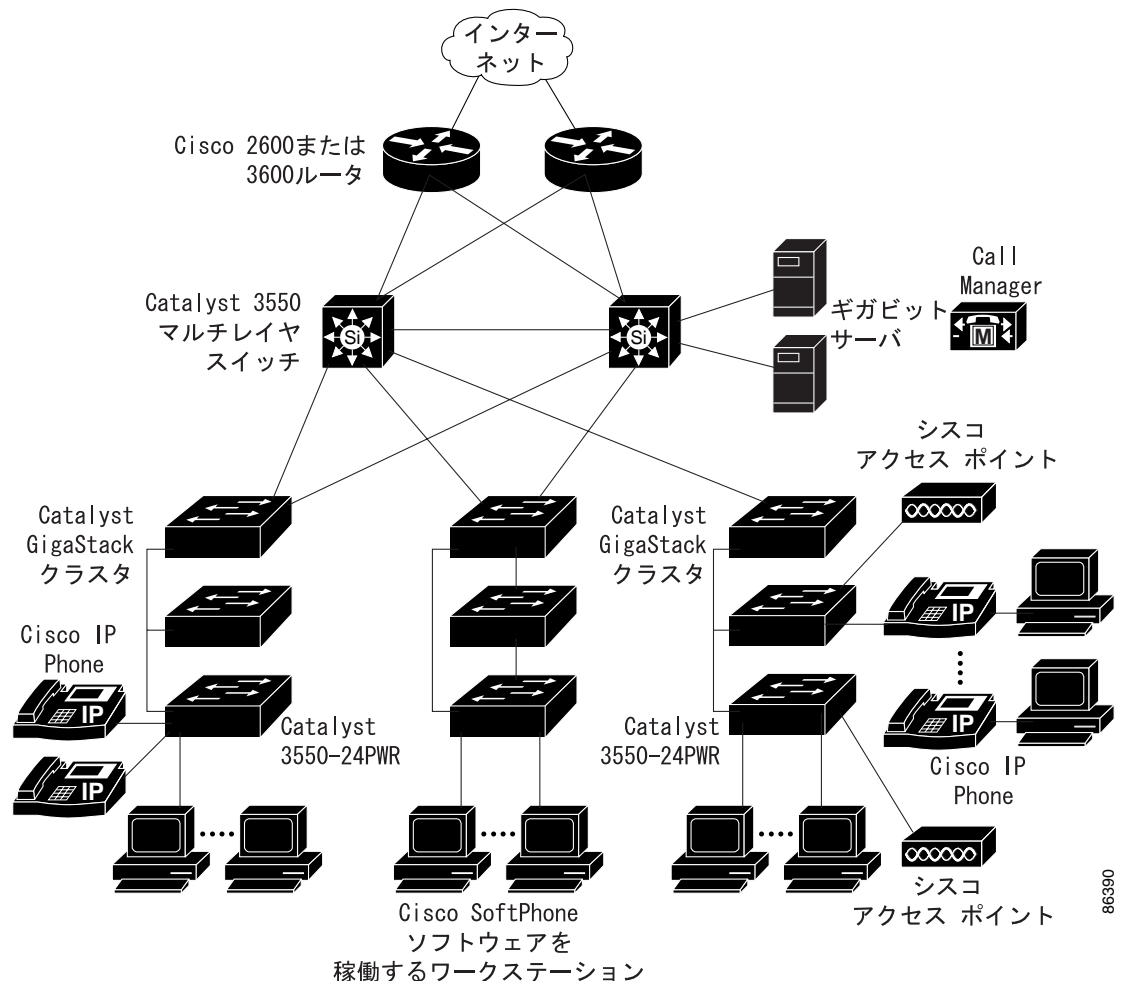 インター
ネット
Cisco 2600または
3600ルータ
Catalyst 3550
マルチレイヤ
スイッチ
Si
Si
ギガビット
サーバ
Call
Manager
M
シスコ
アクセス ポイント
Catalyst
GigaStack
クラスタ
Catalyst
GigaStack
クラスタ
IP
Cisco IP
Phone
IP
IP
Catalyst
3550-24PWR
Catalyst
3550-24PWR
IP
Cisco IP
Phone
シスコ
アクセス ポイント
Cisco SoftPhone
ソフトウェアを
稼働するワークステーション
86390